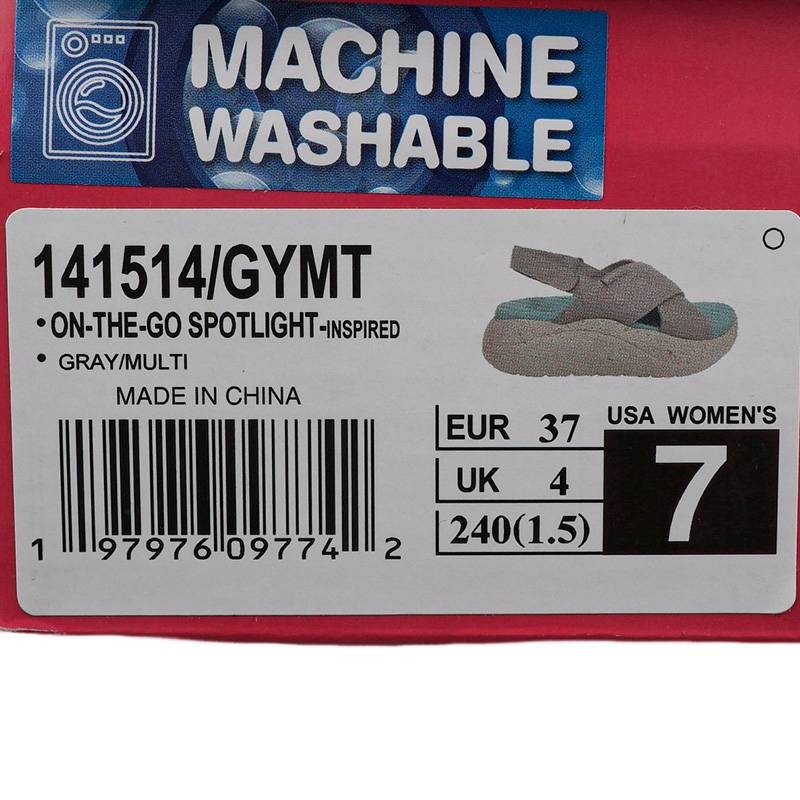 MACHINE
WASHABLE
141514/GYMT
•ON-THE-GO SPOTLIGHT-INSPIRED
• GRAY/MULTI
MADE IN CHINA
1 97976 09774 2
EUR 37
UK 4
240(1.5)
USA WOMEN'S
7